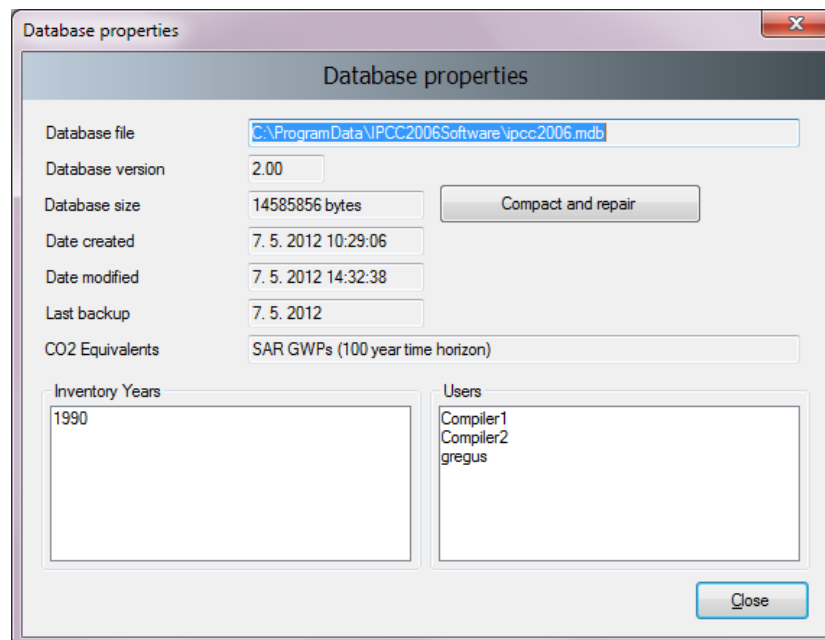 Database properties
Database properties
Database file C:\ProgramData\IPCC2006Software\ipcc2006.mdb
Database version 2.00
Database size 14585856 bytes Compact and repair
Date created 7. 5. 2012 10:29:06
Date modified 7. 5. 2012 14:32:38
Last backup 7. 5. 2012
CO2 Equivalents SAR GWPs (100 year time horizon)
Inventory Years
1990
Users
Compiler1
Compiler2
gregus
Close